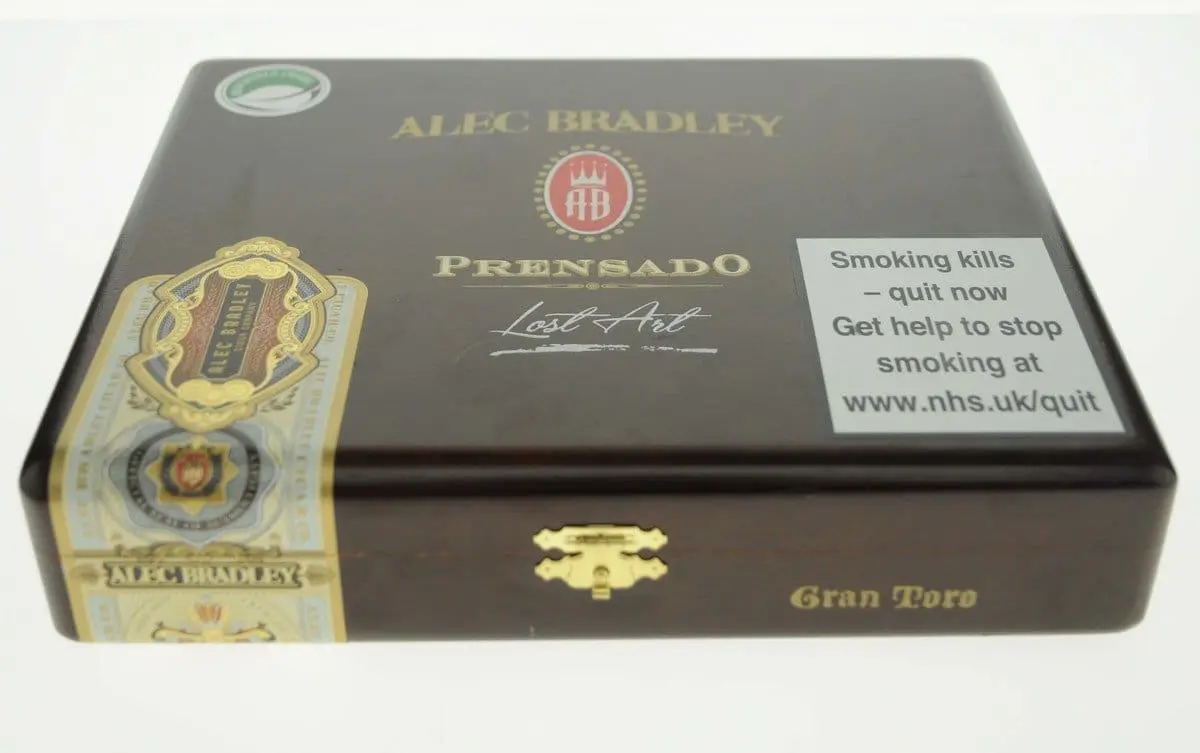 ALEC BRADLEY
AB
PRENSADO
Lost Art
Smoking kills
– quit now
Get help to stop
smoking at
www.nhs.uk/quit
ALEC BRADLEY
ALEC BRADLEY
Gran Toro